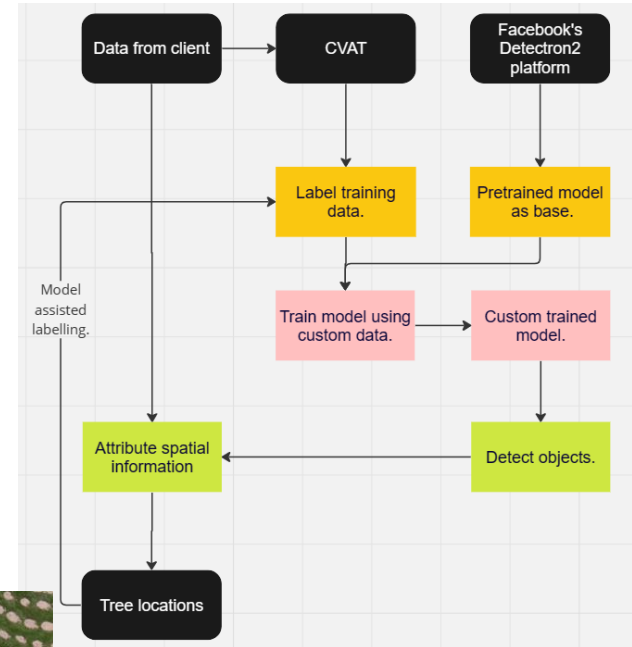 Data from client
CVAT
Facebook's
Detectron2
platform
Label training
data.
Pretrained model
as base.
Model
assisted
labelling.
Train model using
custom data.
Custom trained
model.
Attribute spatial
information
Detect objects.
Tree locations